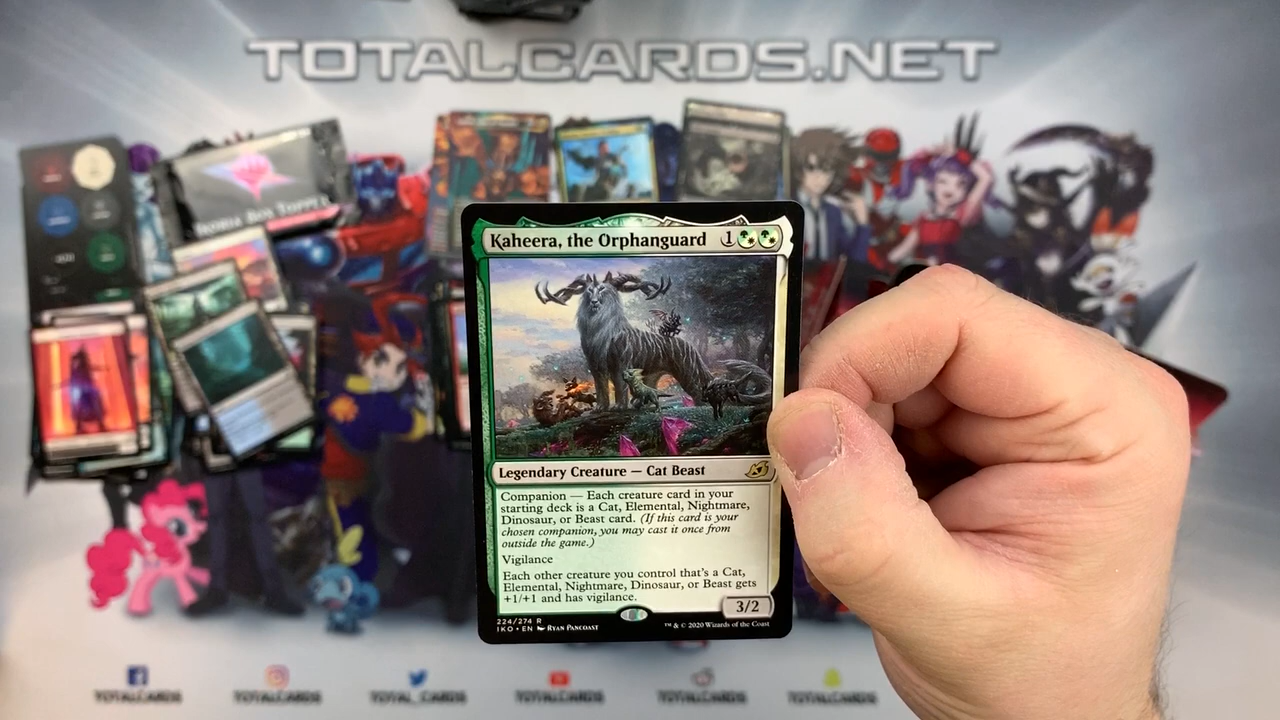 TOTALCARDS.NET
Kaheera, the Orphanguard 1
Legendary Creature — Cat Beast
Companion — Each creature card in your
starting deck is a Cat, Elemental, Nightmare,
Dinosaur, or Beast card. (If this card is your
chosen companion, you may cast it once from
outside the game.)
Vigilance
Each other creature you control that's a Cat,
Elemental, Nightmare, Dinosaur, or Beast gets
+1/+1 and has vigilance.
3/2
224/274 R
IKO • EN RYAN PANCOAST
™ & © 2020 Wizards of the Coast
TOTALCARDS
TOTALCARDS
TOTAL_CARDS
TOTALCARDS
TOTALCARDS
TOTALCARDS